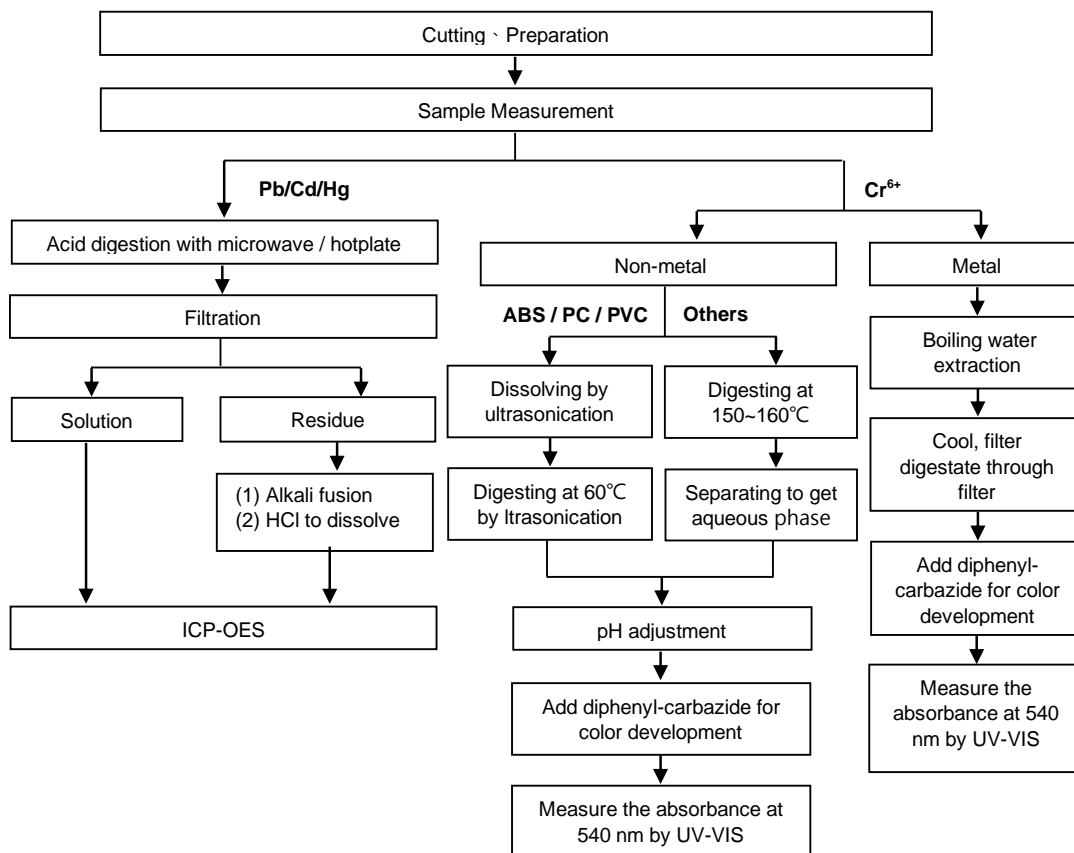 Cutting、Preparation
Sample Measurement
Pb/Cd/Hg
Cr6+
Acid digestion with microwave / hotplate
Non-metal
Metal
Filtration
ABS / PC / PVC
Others
Boiling water
extraction
Solution
Residue
Dissolving by
ultrasonication
Digesting at
150~160℃
Cool, filter
digestate through
filter
(1) Alkali fusion
(2) HCl to dissolve
Digesting at 60℃
by ltrasonication
Separating to get
aqueous phase
Add diphenyl-
carbazide for color
development
ICP-OES
pH adjustment
Measure the
absorbance at 540
nm by UV-VIS
Add diphenyl-carbazide for
color development
Measure the absorbance at
540 nm by UV-VIS